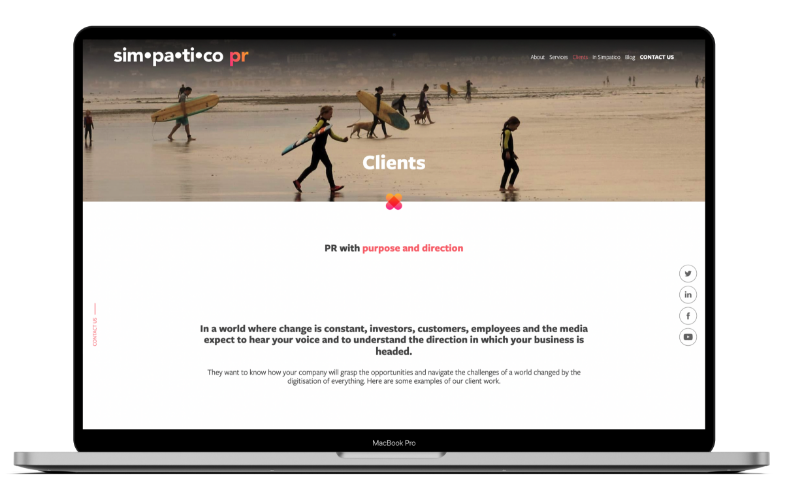 sim•pa•ti•co pr
About Services Clients In Simpatico Blog CONTACT US
Clients
PR with purpose and direction
CONTACT US
In a world where change is constant, investors, customers, employees and the media
expect to hear your voice and to understand the direction in which your business is
headed.
They want to know how your company will grasp the opportunities and navigate the challenges of a world changed by the
digitisation of everything. Here are some examples of our client work.
MacBook Pro